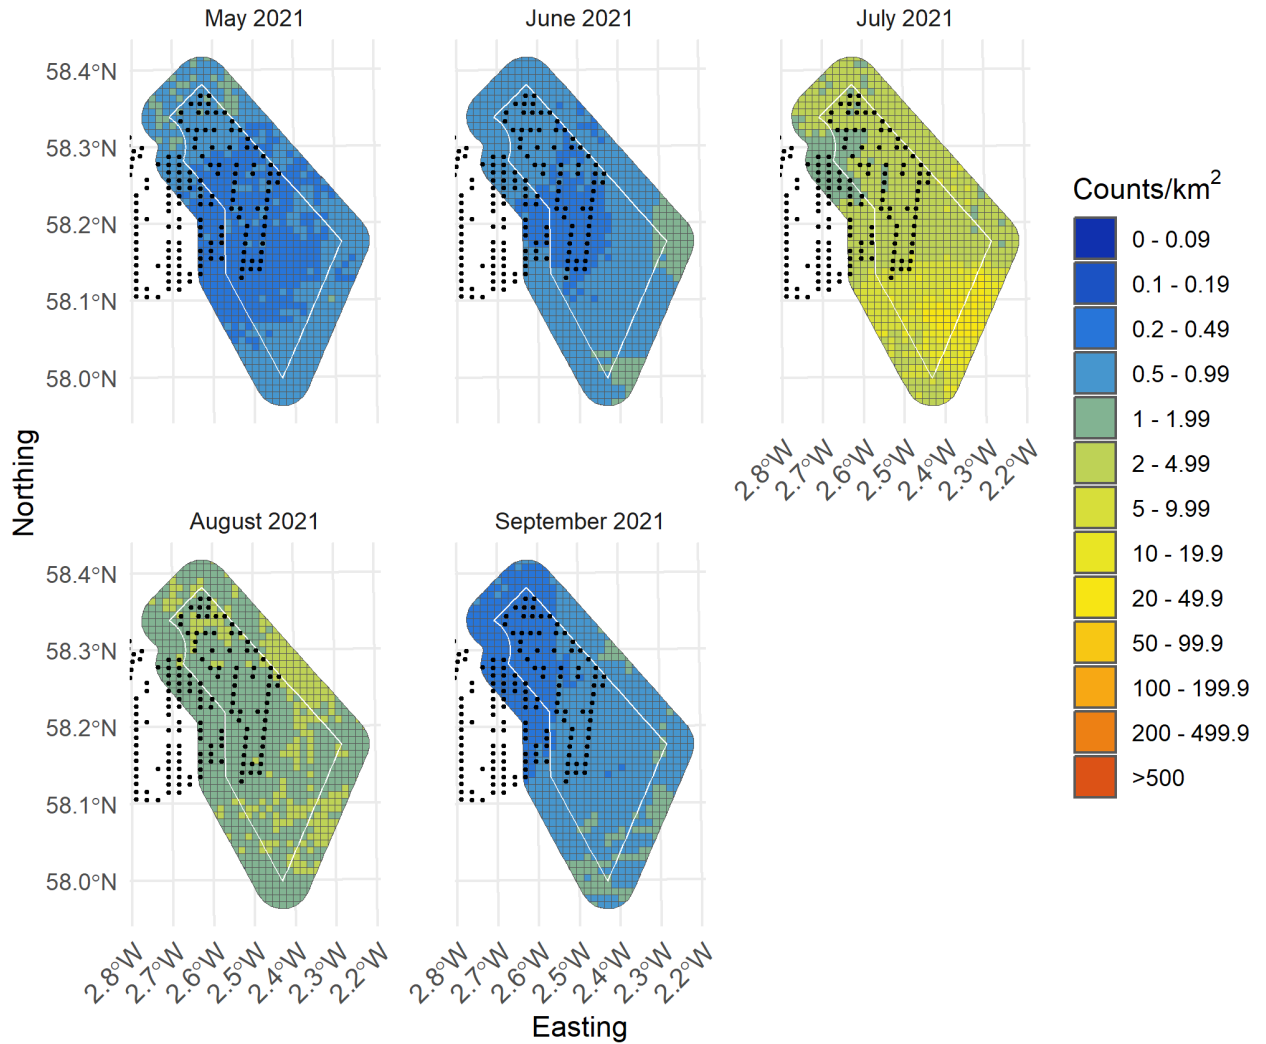 May 2021
June 2021
July 2021
58.4°N
58.3°N
58.2°N
58.1°N
58.0°N
2.8°W
2.7°W
2.6°W
2.5°W
2.4°W
2.3°W
2.2°W
Northing
August 2021
September 2021
58.4°N
58.3°N
58.2°N
58.1°N
58.0°N
2.8°W
2.7°W
2.6°W
2.5°W
2.4°W
2.3°W
2.2°W
2.8°W
2.7°W
2.6°W
2.5°W
2.4°W
2.3°W
2.2°W
Easting
Counts/km²
0 - 0.09
0.1 - 0.19
0.2 - 0.49
0.5 - 0.99
1 - 1.99
2 - 4.99
5 - 9.99
10 - 19.9
20 - 49.9
50 - 99.9
100 - 199.9
200 - 499.9
>500